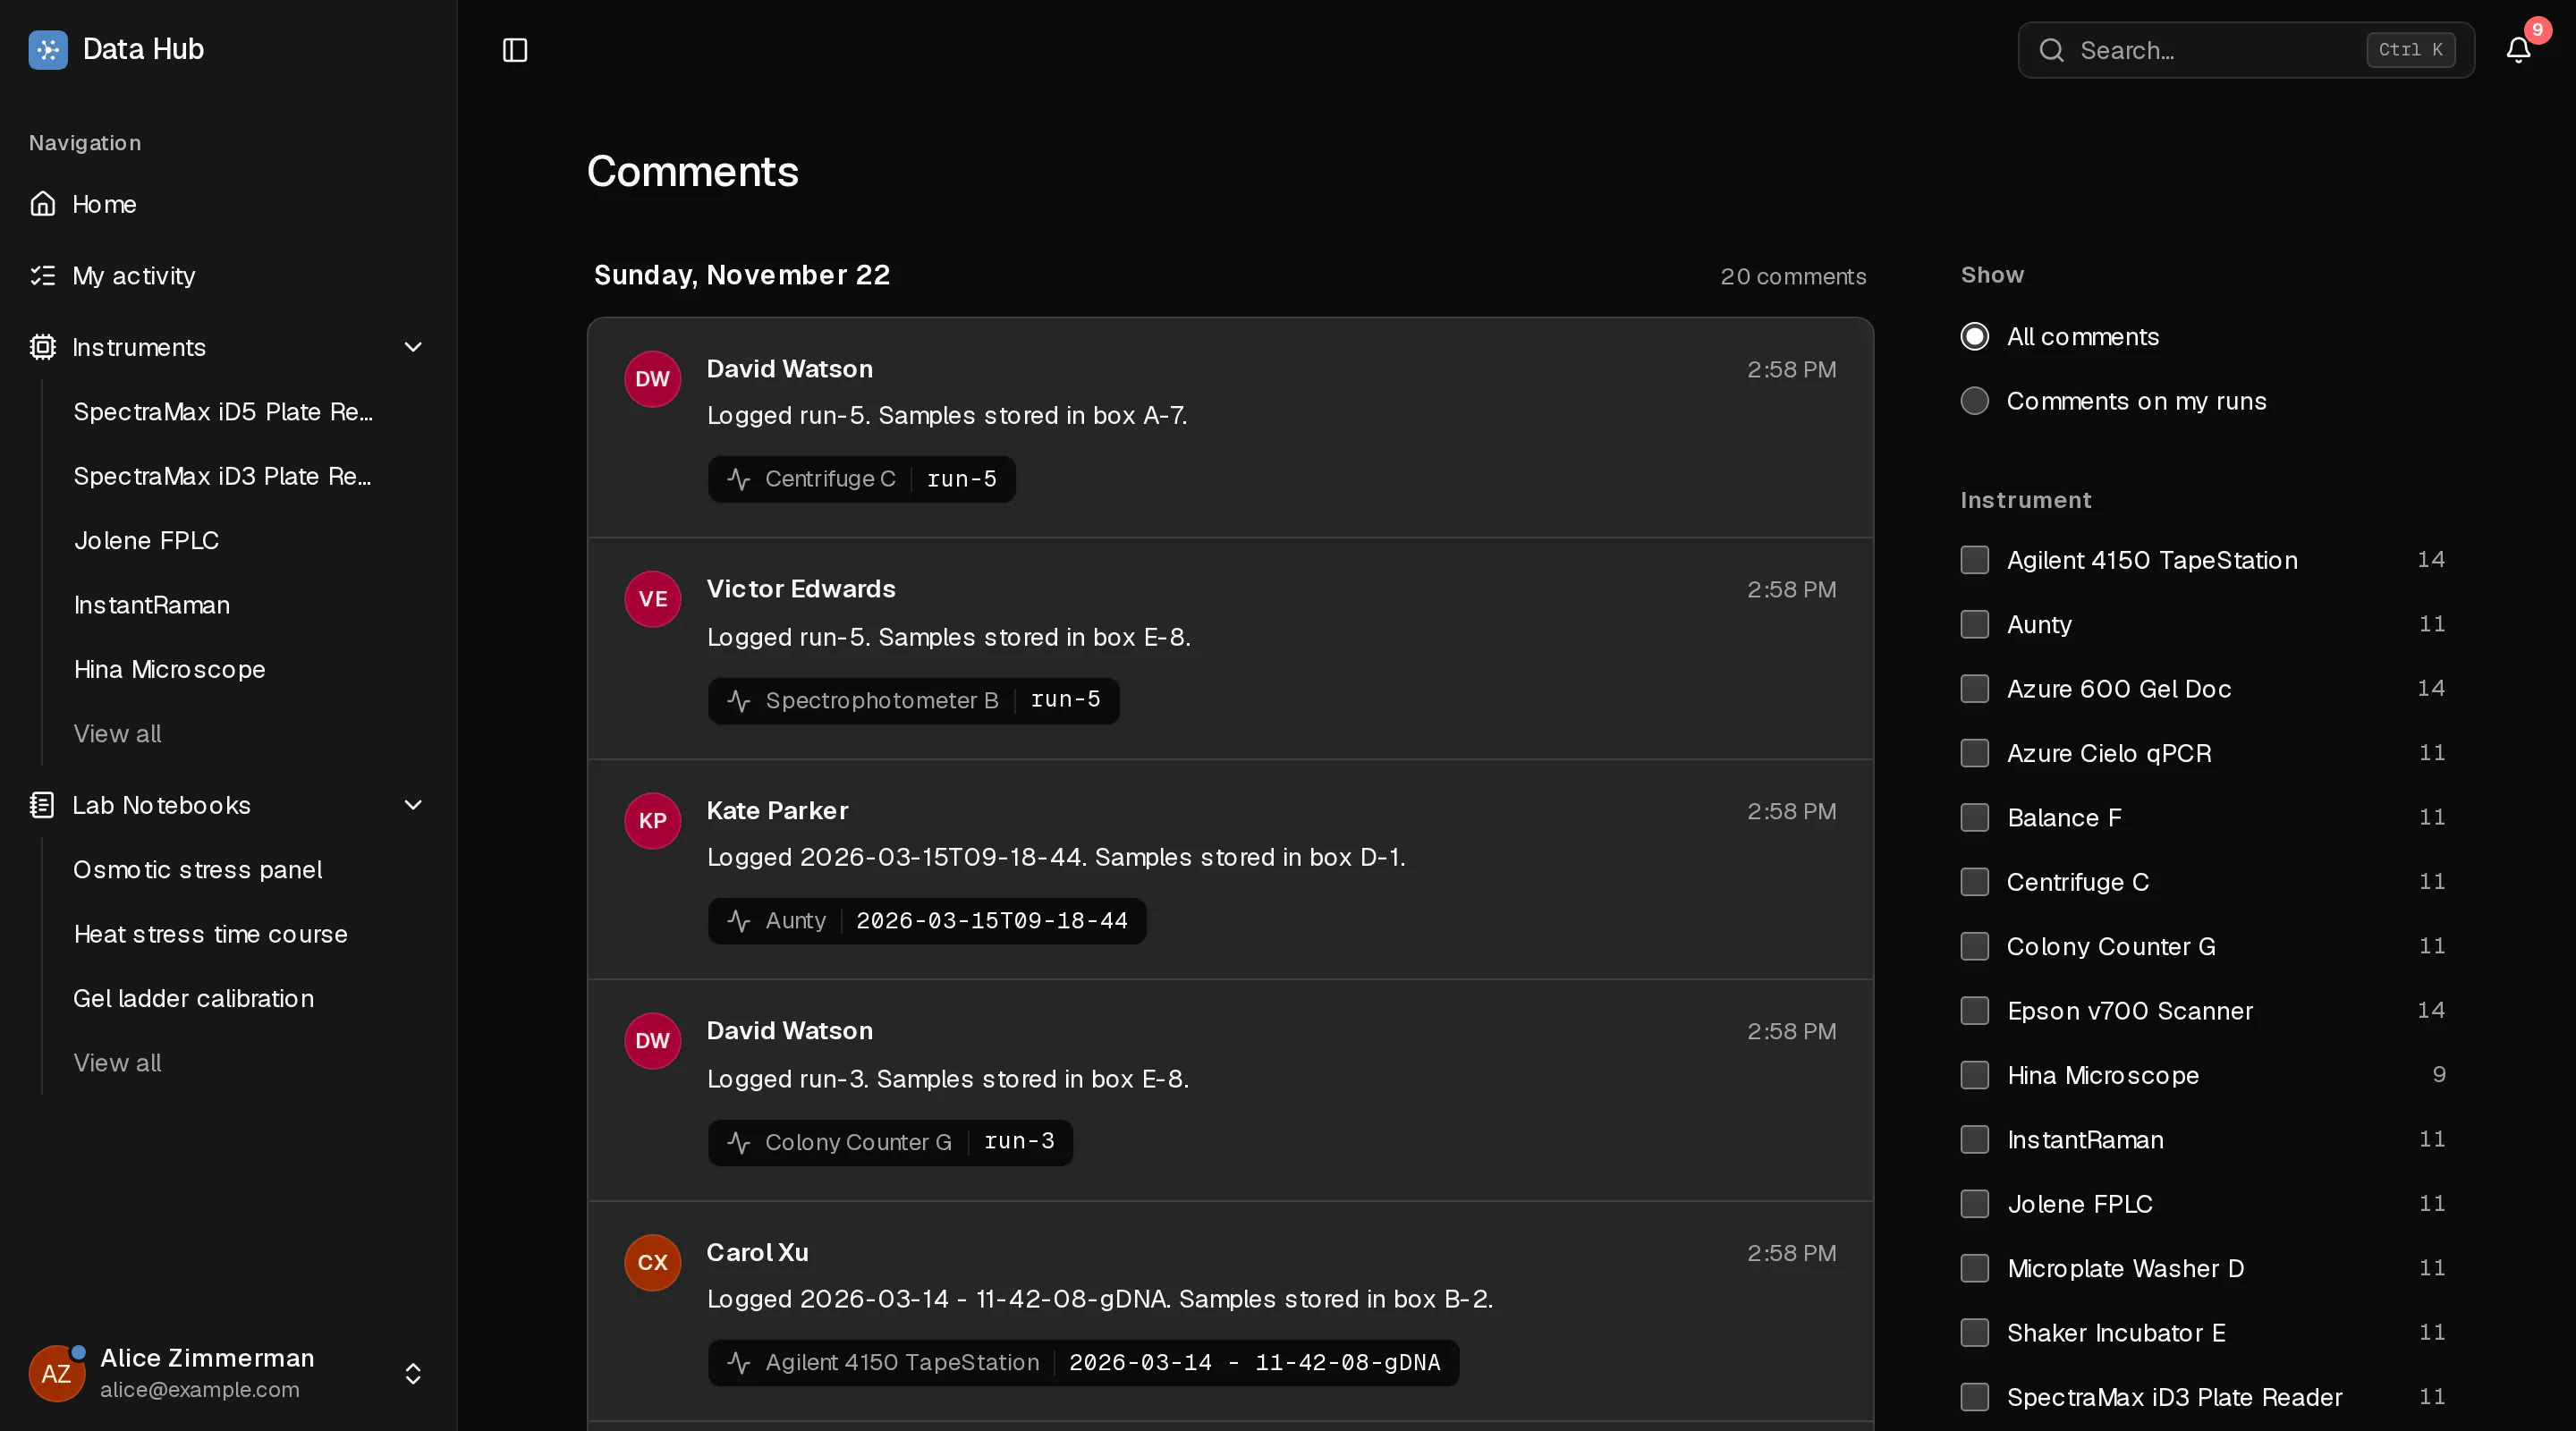 Data Hub
Navigation
Home
My activity
Instruments
SpectraMax iD5 Plate Re...
SpectraMax iD3 Plate Re...
Jolene FPLC
InstantRaman
Hina Microscope
View all
Lab Notebooks
Osmotic stress panel
Heat stress time course
Gel ladder calibration
View all
AZ
Alice Zimmerman
alice@example.com
Search...
Ctrl K
9
Comments
Sunday, November 22
20 comments
DW
David Watson
2:58 PM
Logged run-5. Samples stored in box A-7.
Centrifuge C
run-5
VE
Victor Edwards
2:58 PM
Logged run-5. Samples stored in box E-8.
Spectrophotometer B
run-5
KP
Kate Parker
2:58 PM
Logged 2026-03-15T09-18-44. Samples stored in box D-1.
Aunty
2026-03-15T09-18-44
DW
David Watson
2:58 PM
Logged run-3. Samples stored in box E-8.
Colony Counter G
run-3
CX
Carol Xu
2:58 PM
Logged 2026-03-14 - 11-42-08-gDNA. Samples stored in box B-2.
Agilent 4150 TapeStation
2026-03-14 - 11-42-08-gDNA
Show
All comments
Comments on my runs
Instrument
Agilent 4150 TapeStation 14
Aunty 11
Azure 600 Gel Doc 14
Azure Cielo qPCR 11
Balance F 11
Centrifuge C 11
Colony Counter G 11
Epson v700 Scanner 14
Hina Microscope 9
InstantRaman 11
Jolene FPLC 11
Microplate Washer D 11
Shaker Incubator E 11
SpectraMax iD3 Plate Reader 11